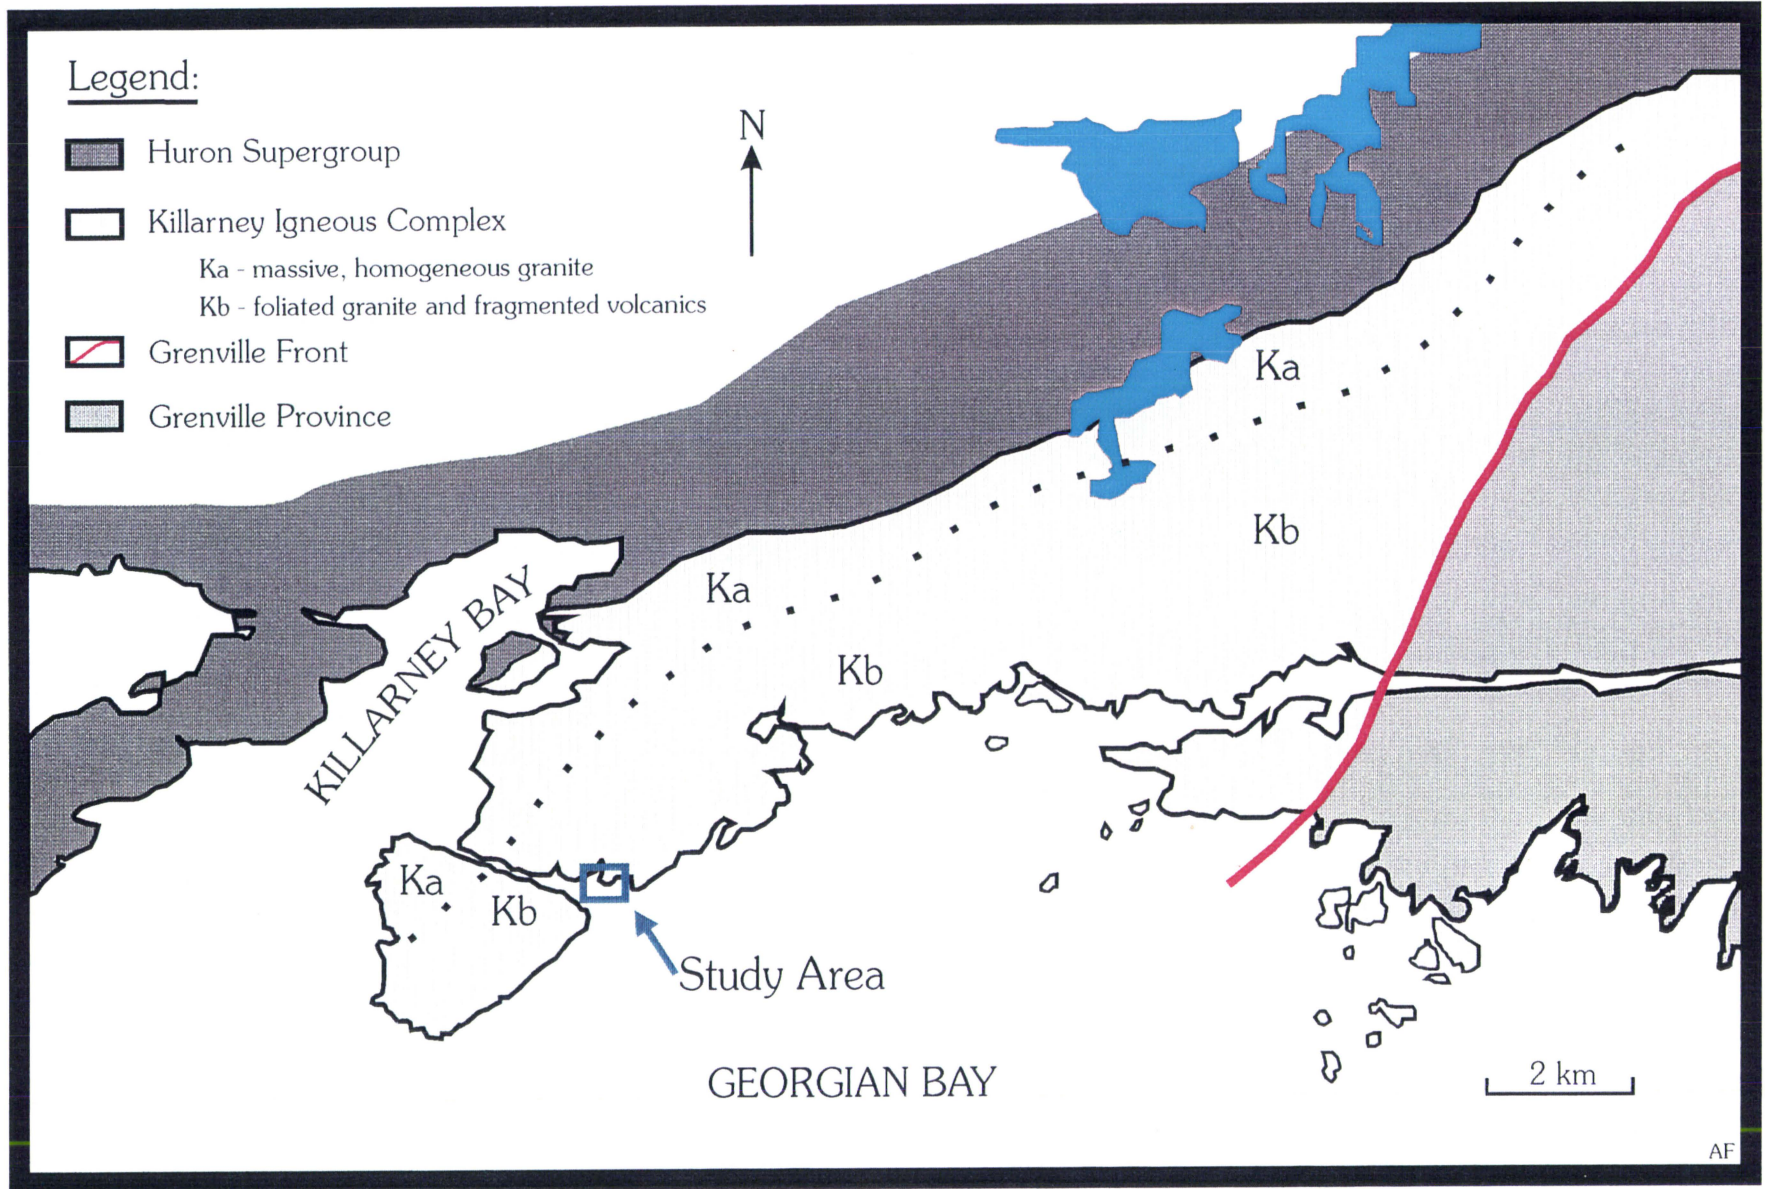 Legend:
Huron Supergroup
Killarney Igneous Complex
Ka - massive, homogeneous granite
Kb - foliated granite and fragmented volcanics
Grenville Front
Grenville Province
N
Ka
Kb
Ka
Kb
KILLARNEY BAY
Ka
Kb
Study Area
GEORGIAN BAY
2 km
AF